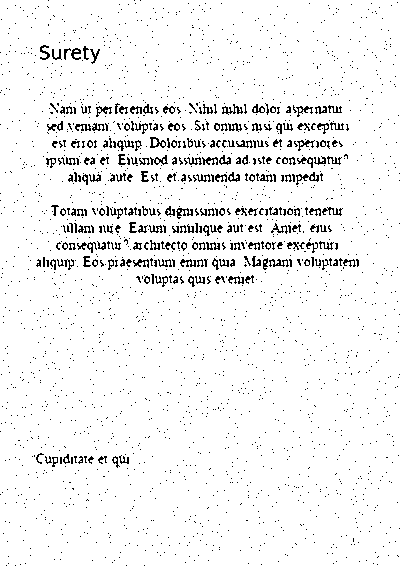 Surety
Nam ut perferendis eos. Nihil nihil dolor aspernatur
sed veniam, voluptas eos. Sit omnis nisi qui excepturi
est error aliquip. Doloribus accusamus et asperiores
ipsum ea et. Eiusmod assumenda ad iste consequatur
aliqua, aute. Est, et assumenda totam impedit.
Totam voluptatibus dignissimos exercitation tenetur
ullam iure. Earum similique aut est. Amet, eius
consequatur? architecto omnis inventore excepturi
aliquip. Eos praesentium enim quia. Magnam voluptatem
voluptas quis eveniet.
Cupiditate et qui